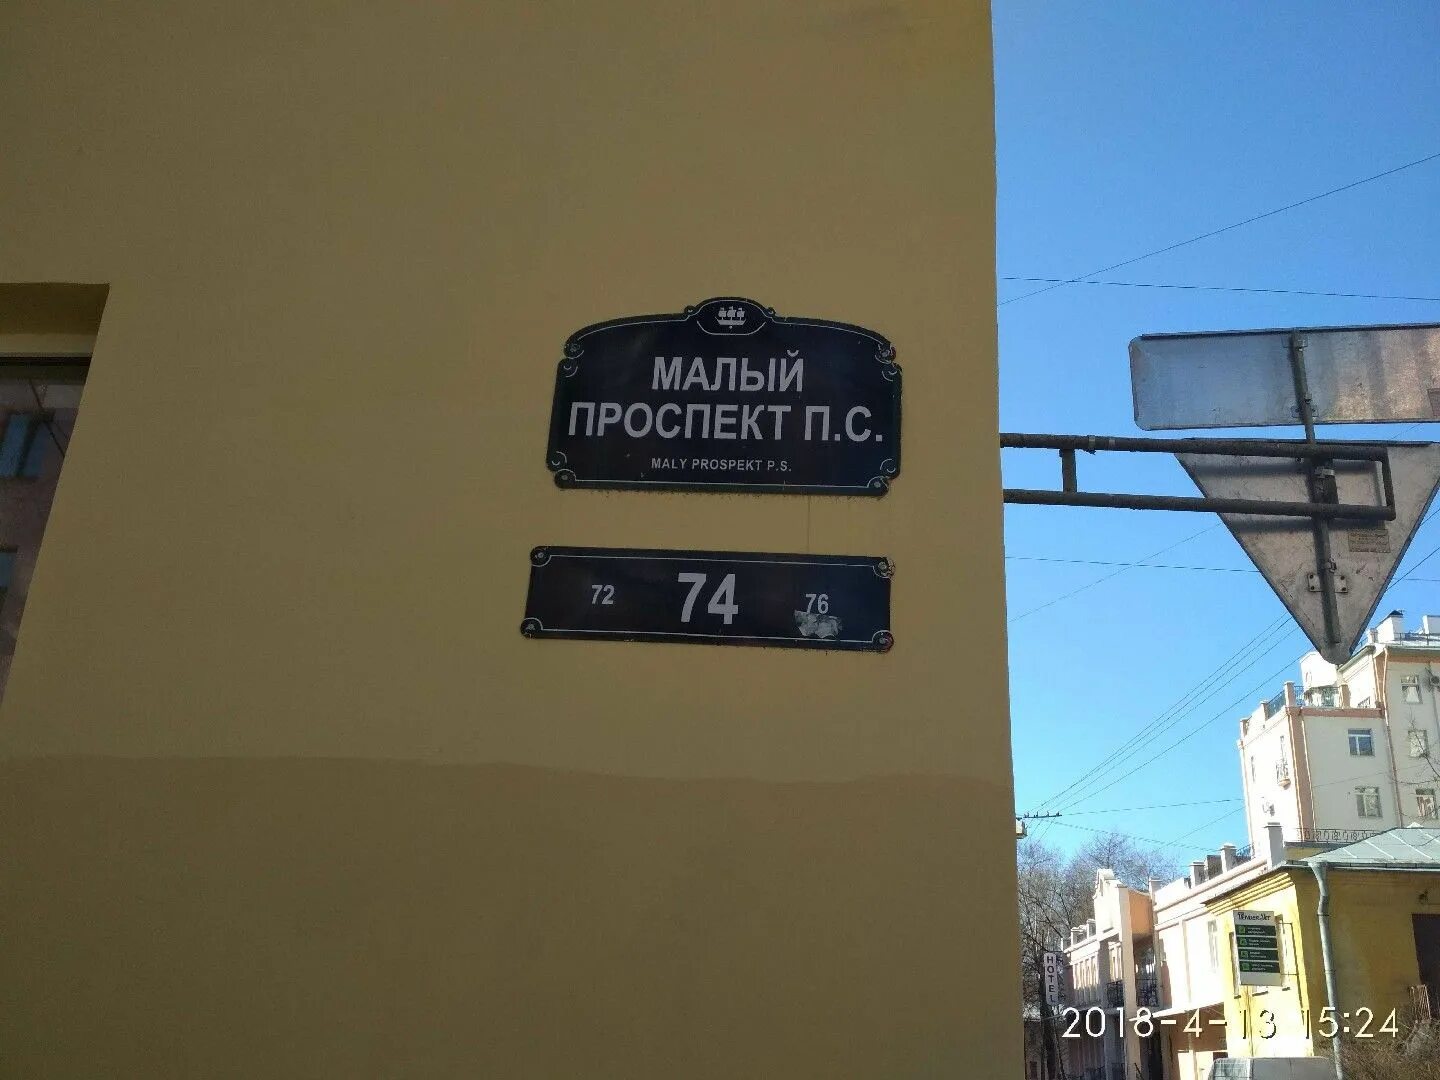 МАЛЫЙ
ПРОСПЕКТ П.С.
MALY PROSPEKT P.S.
72 74 76
HOTEL
2018-4-13 15:24